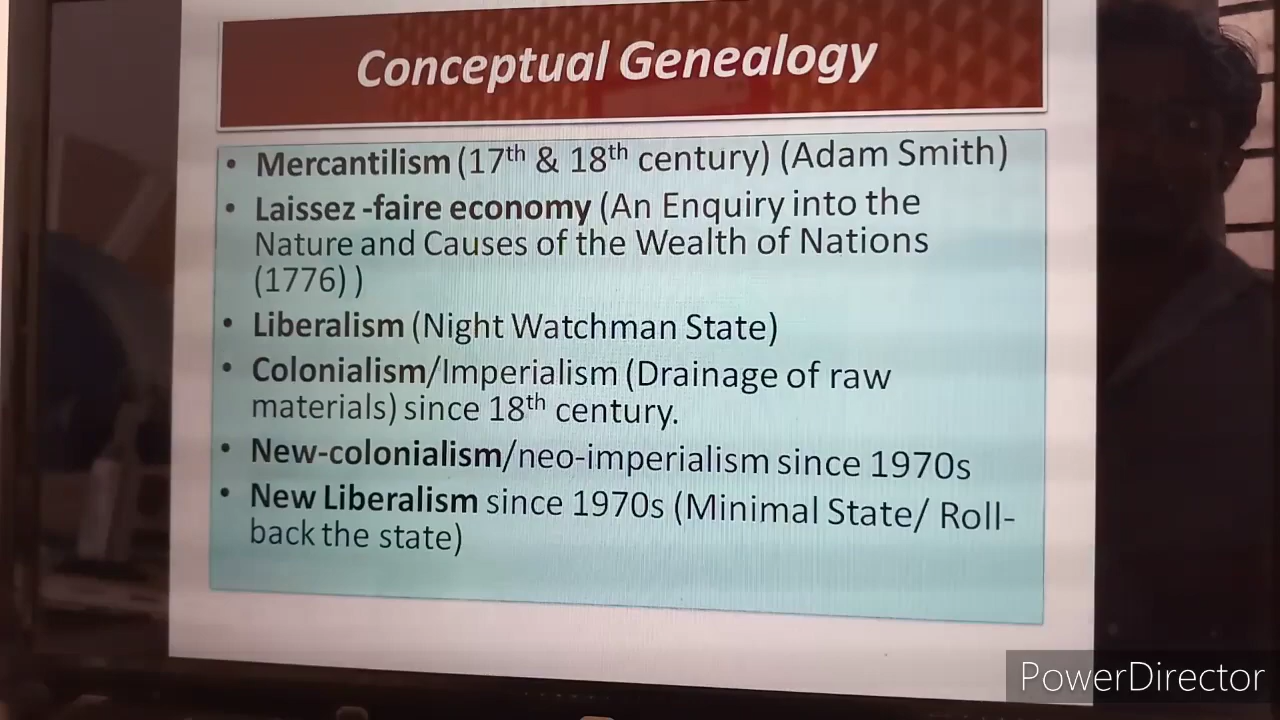 Conceptual Genealogy
• Mercantilism (17th & 18th century) (Adam Smith)
• Laissez -faire economy (An Enquiry into the
Nature and Causes of the Wealth of Nations
(1776) )
• Liberalism (Night Watchman State)
• Colonialism/Imperialism (Drainage of raw
materials) since 18th century.
• New-colonialism/neo-imperialism since 1970s
• New Liberalism since 1970s (Minimal State/ Roll-
back the state)
PowerDirector